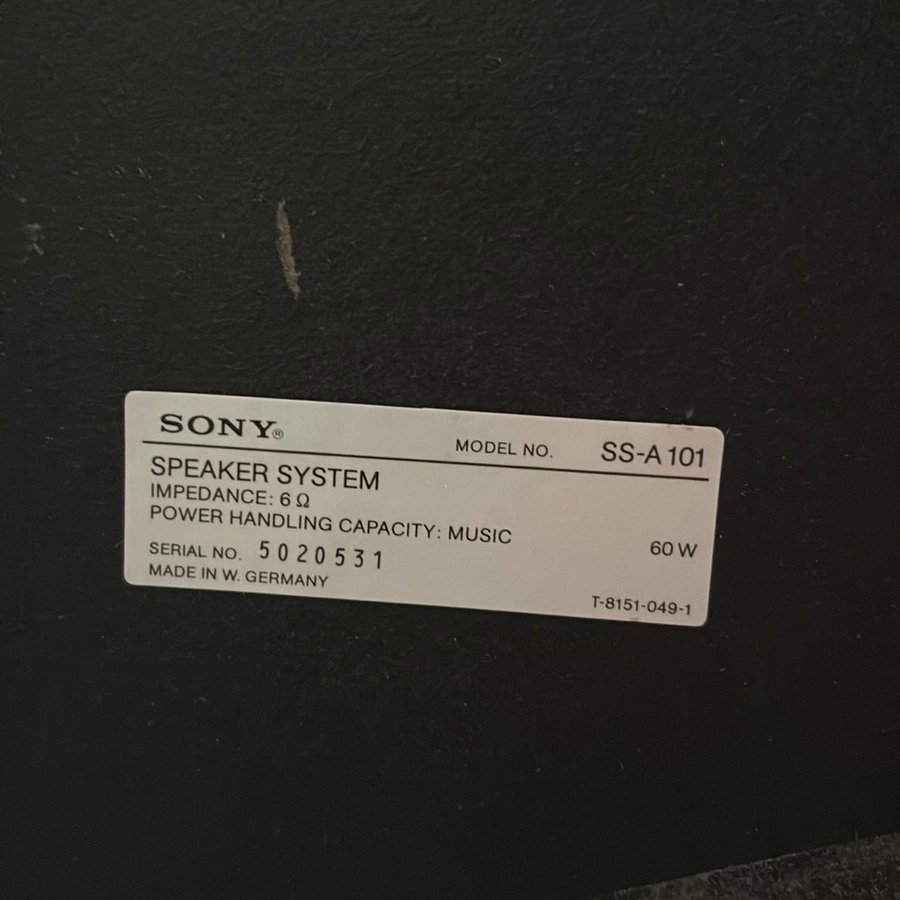 SONY®
MODEL NO. SS-A101
SPEAKER SYSTEM
IMPEDANCE: 6 Ω
POWER HANDLING CAPACITY: MUSIC 60 W
SERIAL NO. 5020531
MADE IN W. GERMANY
T-8151-049-1